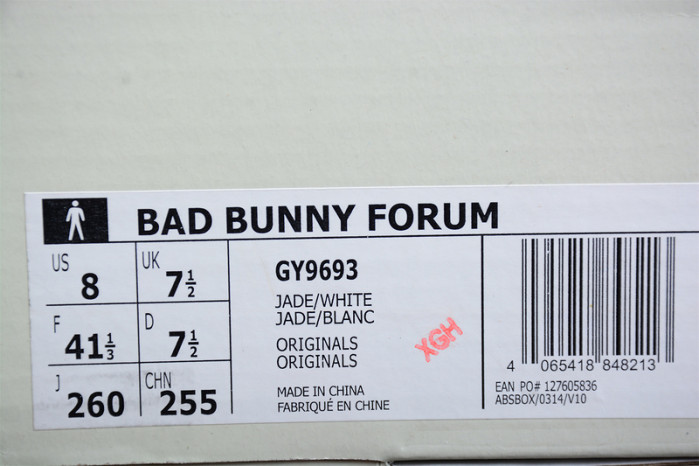 BAD BUNNY FORUM
US 8
UK 7½
F 41⅓
D 7½
J 260
CHN 255
GY9693
JADE/WHITE
JADE/BLANC
ORIGINALS
ORIGINALS
MADE IN CHINA
FABRIQUÉ EN CHINE
XGH
4 065418 848213
EAN PO# 127605836
ABSBOX/0314/V10